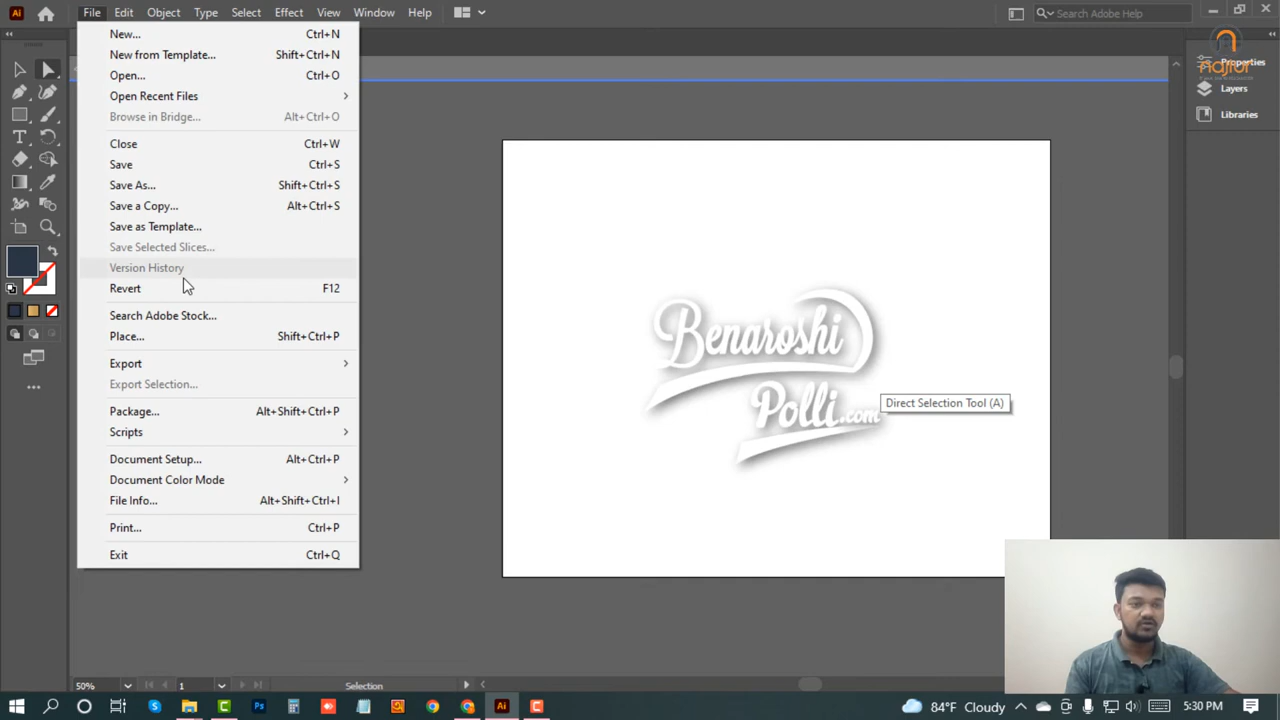 Ai File Edit Object Type Select Effect View Window Help Search Adobe Help
New... Ctrl+N
New from Template... Shift+Ctrl+N
Open... Ctrl+O
Open Recent Files
Browse in Bridge... Alt+Ctrl+O
Close Ctrl+W
Save Ctrl+S
Save As... Shift+Ctrl+S
Save a Copy... Alt+Ctrl+S
Save as Template...
Save Selected Slices...
Version History
Revert F12
Search Adobe Stock...
Place... Shift+Ctrl+P
Export
Export Selection...
Package... Alt+Shift+Ctrl+P
Scripts
Document Setup... Alt+Ctrl+P
Document Color Mode
File Info... Alt+Shift+Ctrl+I
Print... Ctrl+P
Exit Ctrl+Q
Benaroshi
Polli.com
Direct Selection Tool (A)
Properties
Layers
Libraries
50% 1 Selection
Ps Ai 84°F Cloudy 5:30 PM